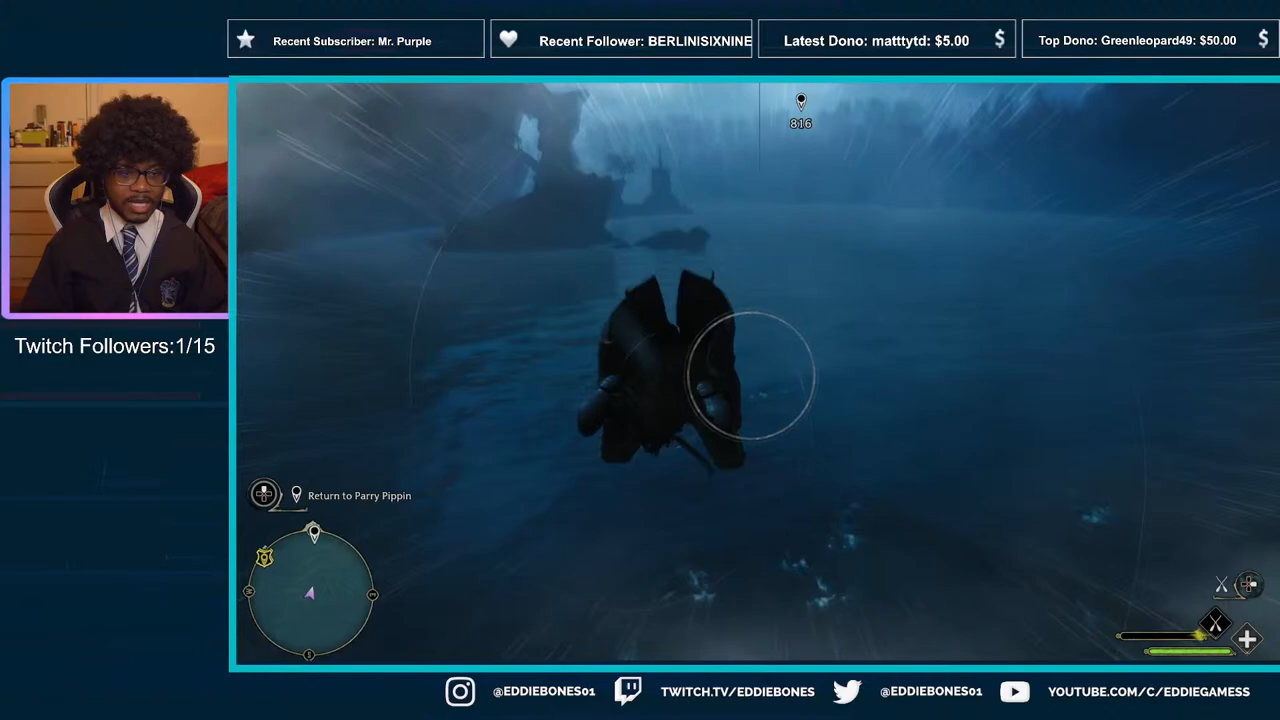 Recent Subscriber: Mr. Purple
Recent Follower: BERLINISIXNINE
Latest Dono: matttytd: $5.00 $
Top Dono: Greenleopard49: $50.00 $
816
Twitch Followers:1/15
Return to Parry Pippin
W
E
S
@EDDIEBONES01
TWITCH.TV/EDDIEBONES
@EDDIEBONES01
YOUTUBE.COM/C/EDDIEGAMESS